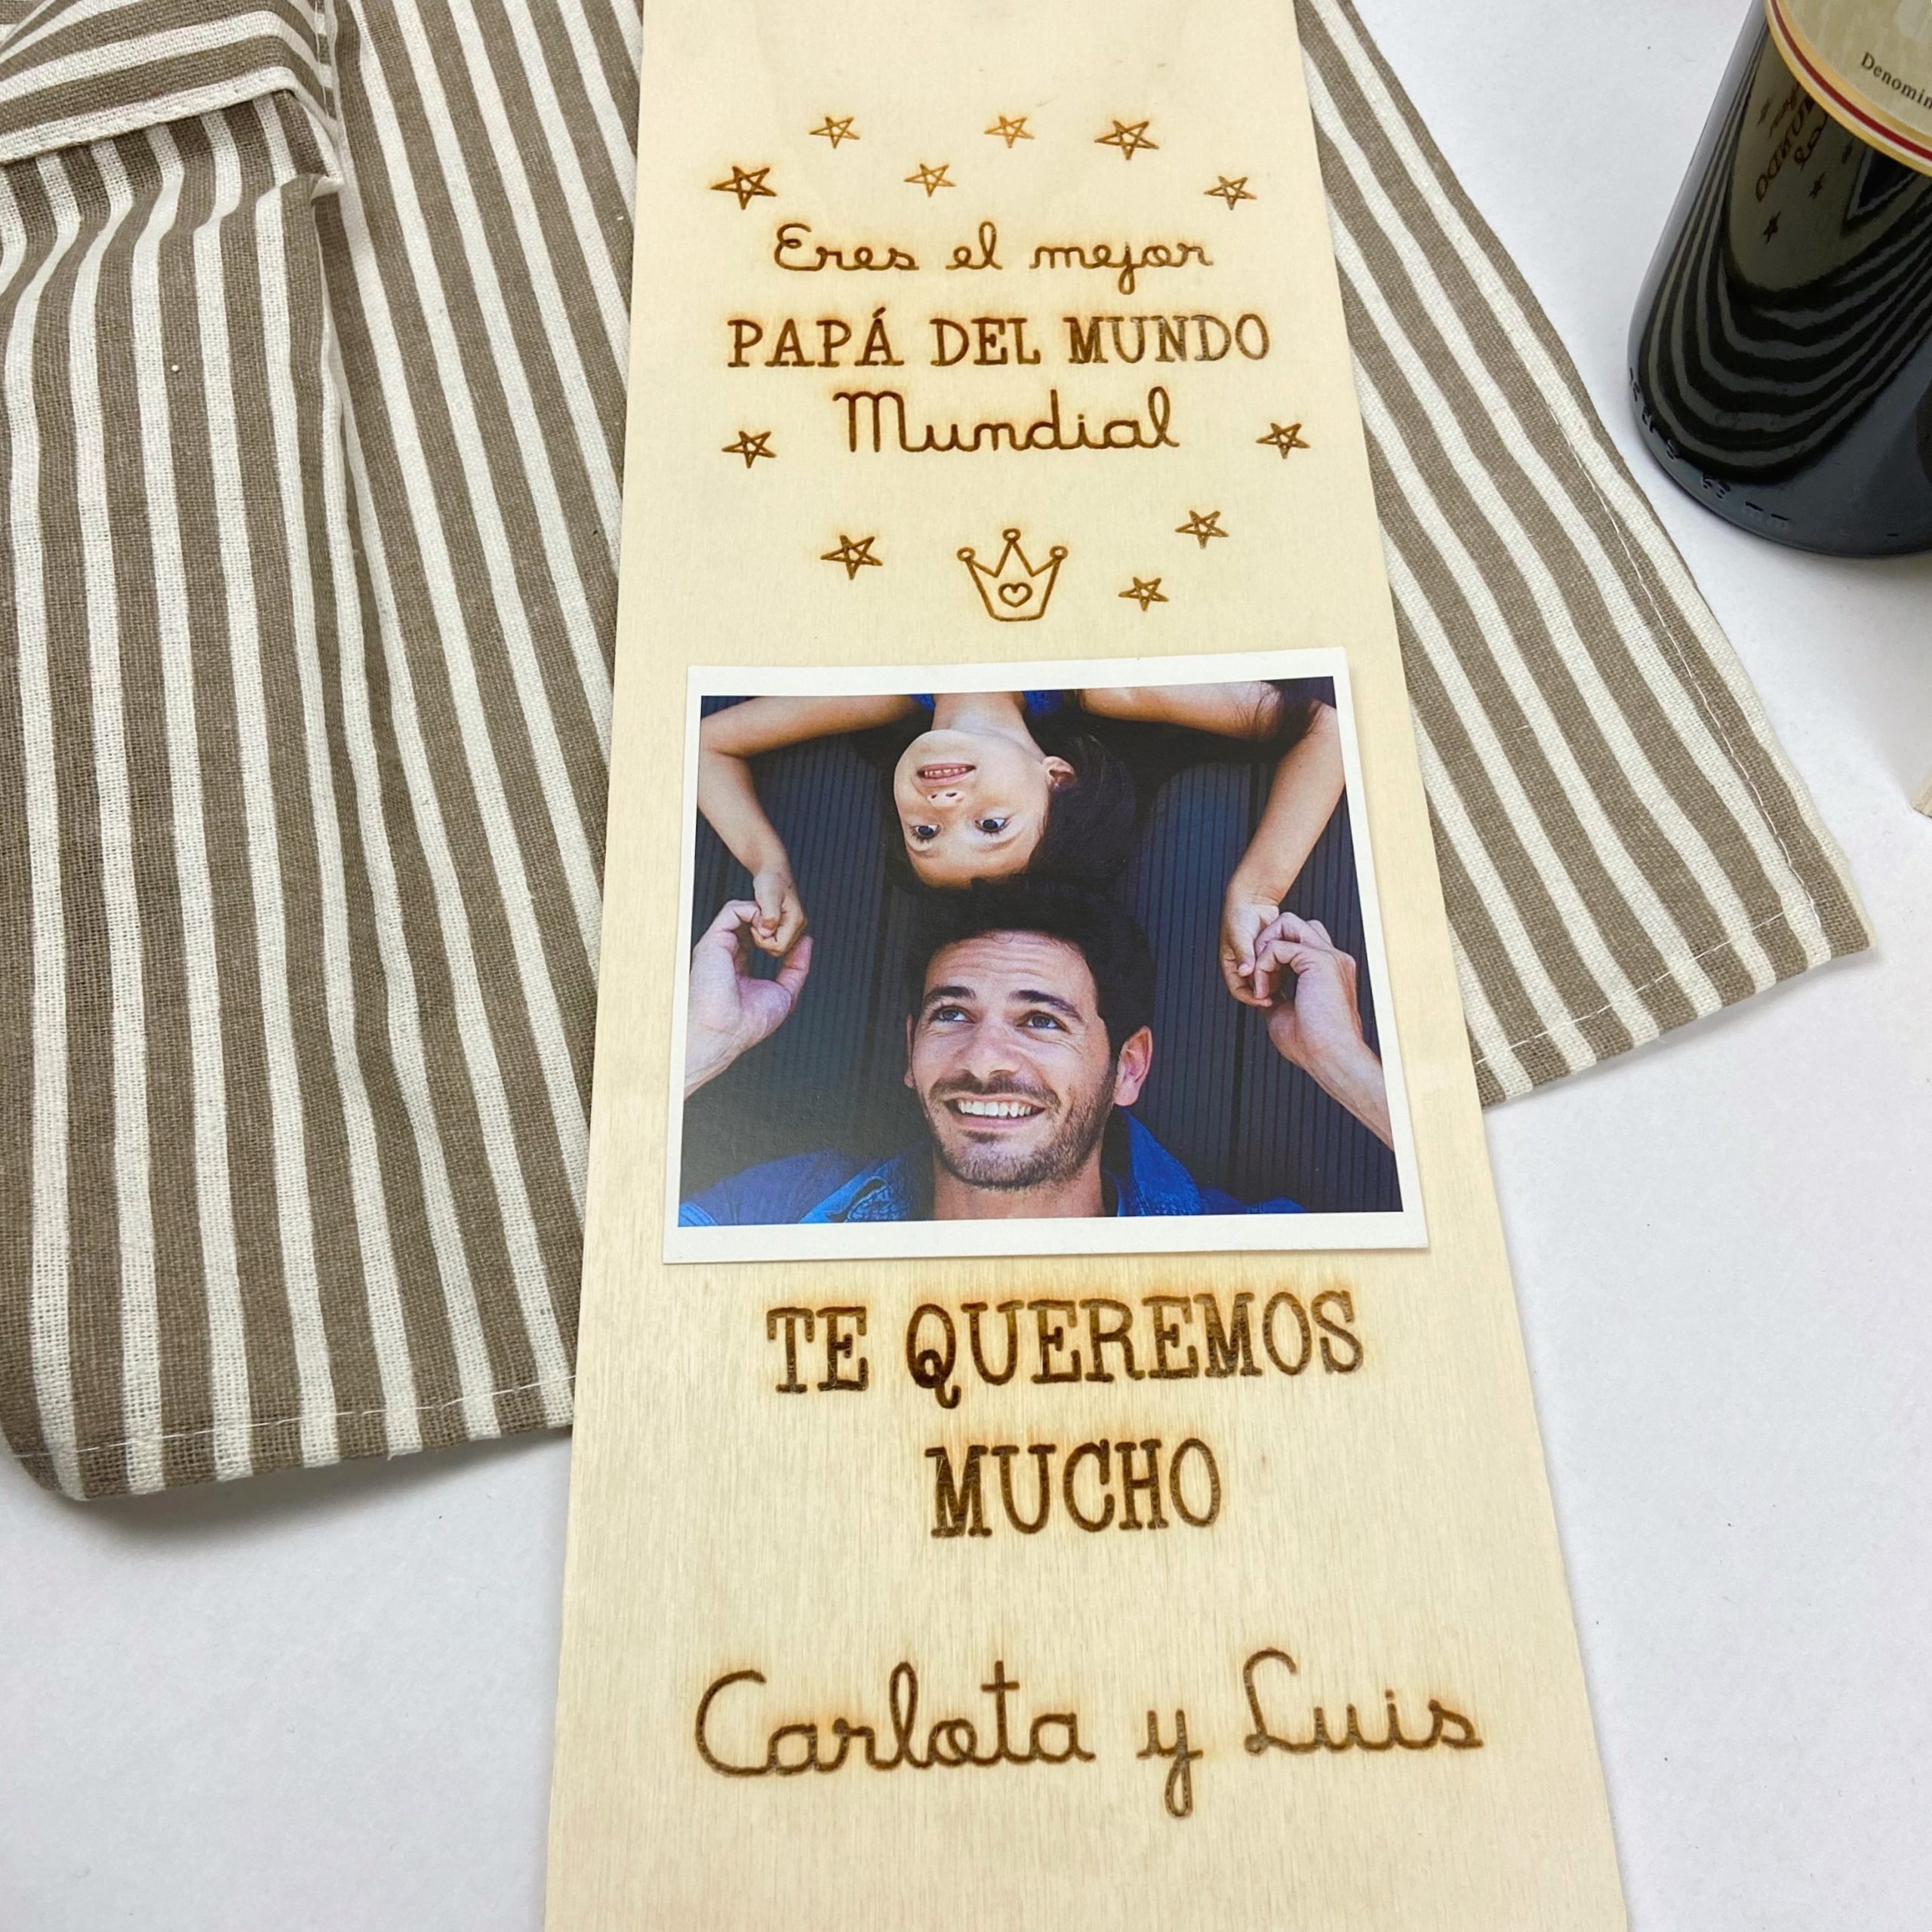 Eres el mejor
PAPÁ DEL MUNDO
Mundial
TE QUEREMOS
MUCHO
Carlota y Luis